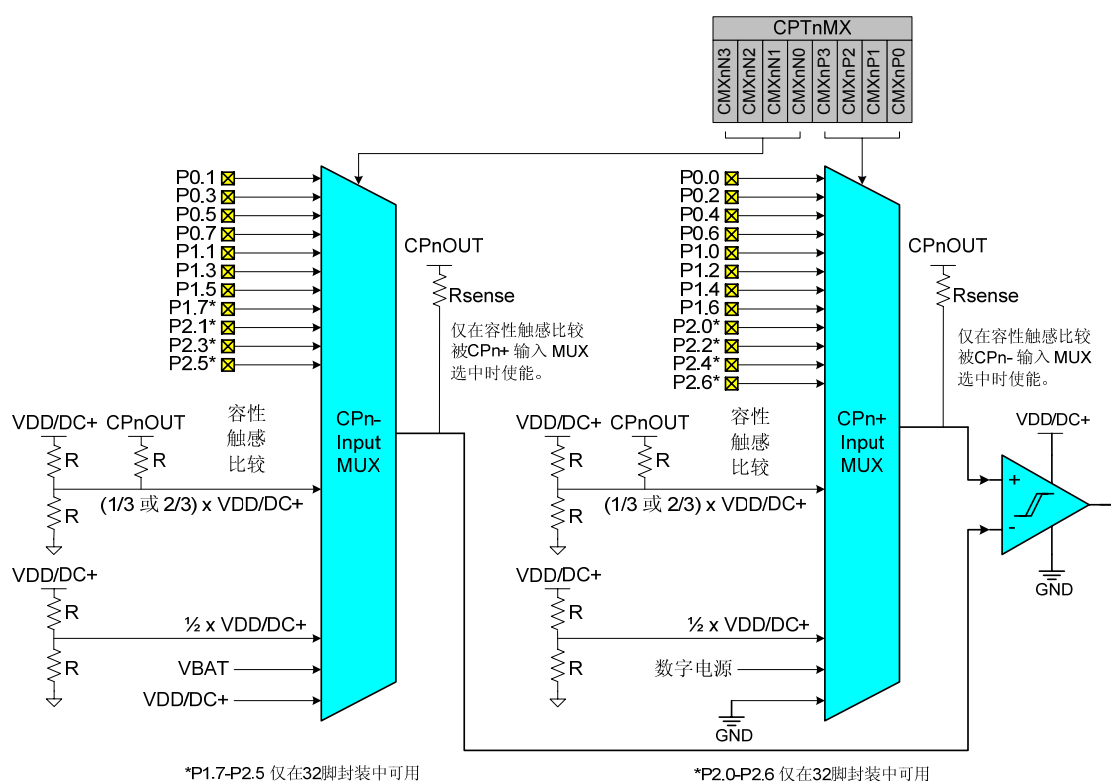 CPTnMX
CMXnN3
CMXnN2
CMXnN1
CMXnN0
CMXnP3
CMXnP2
CMXnP1
CMXnP0
P0.1
P0.3
P0.5
P0.7
P1.1
P1.3
P1.5
P1.7*
P2.1*
P2.3*
P2.5*
CPnOUT
Rsense
仅在容性触感比较
被CPn+ 输入 MUX
选中时使能。
VDD/DC+
CPnOUT
R
R
R
容性
触感
比较
(1/3 或 2/3) x VDD/DC+
CPn-
Input
MUX
VDD/DC+
R
R
½ x VDD/DC+
VBAT
VDD/DC+
*P1.7-P2.5 仅在32脚封装中可用
P0.0
P0.2
P0.4
P0.6
P1.0
P1.2
P1.4
P1.6
P2.0*
P2.2*
P2.4*
P2.6*
CPnOUT
Rsense
仅在容性触感比较
被CPn- 输入 MUX
选中时使能。
VDD/DC+
CPnOUT
R
R
R
容性
触感
比较
(1/3 或 2/3) x VDD/DC+
CPn+
Input
MUX
VDD/DC+
R
R
½ x VDD/DC+
数字电源
GND
VDD/DC+
+
-
GND
*P2.0-P2.6 仅在32脚封装中可用